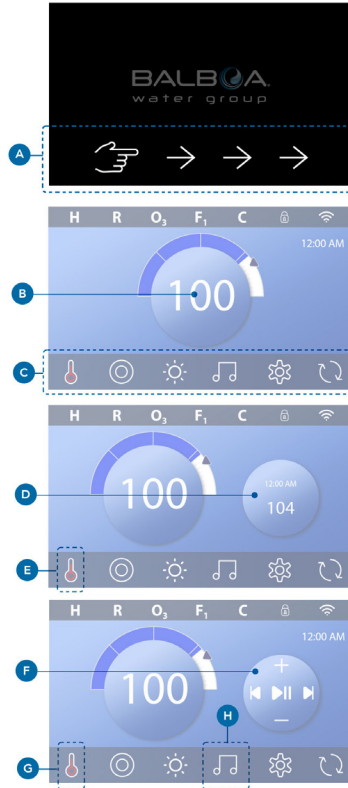 BALBOA
water group
A
H R O₃ F₁ C
12:00 AM
B
100
C
H R O₃ F₁ C
D
100
12:00 AM
104
E
H R O₃ F₁ C
12:00 AM
F
100
H
G